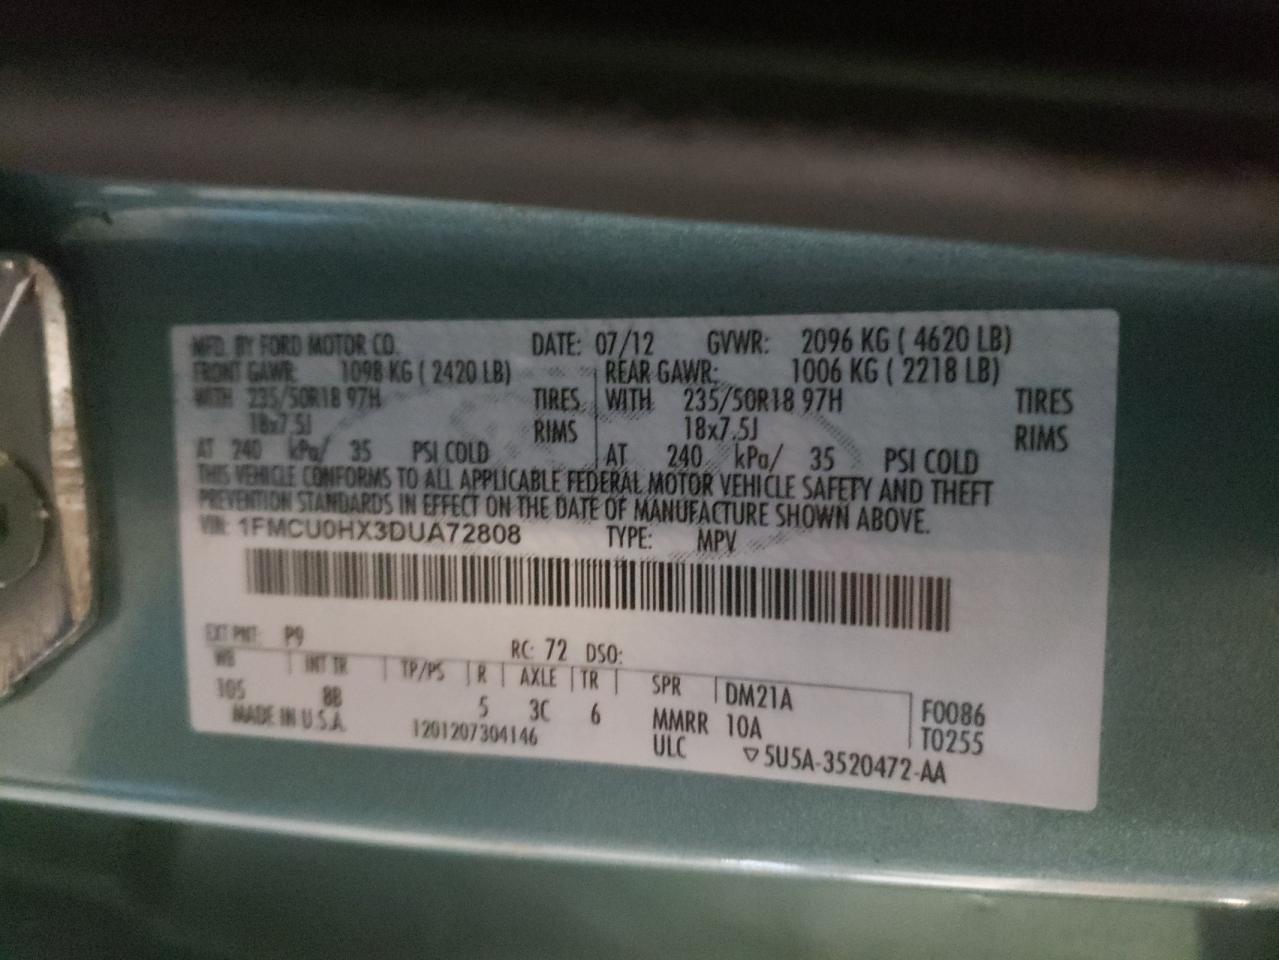 MFD. BY FORD MOTOR CO. DATE: 07/12 GVWR: 2096 KG ( 4620 LB)
FRONT GAWR: 1098 KG ( 2420 LB) REAR GAWR: 1006 KG ( 2218 LB)
WITH 235/50R18 97H TIRES WITH 235/50R18 97H TIRES
18x7.5J RIMS 18x7.5J RIMS
AT 240 kPa/ 35 PSI COLD AT 240 kPa/ 35 PSI COLD
THIS VEHICLE CONFORMS TO ALL APPLICABLE FEDERAL MOTOR VEHICLE SAFETY AND THEFT
PREVENTION STANDARDS IN EFFECT ON THE DATE OF MANUFACTURE SHOWN ABOVE.
VIN: 1FMCU0HX3DUA72808 TYPE: MPV
EXT PNT: P9 RC: 72 DSO:
WB INT TR TP/PS R AXLE TR SPR DM21A F0086
105 8B 5 3C 6 MMRR 10A T0255
MADE IN U.S.A. 1201207304146 ULC ▽5U5A-3520472-AA